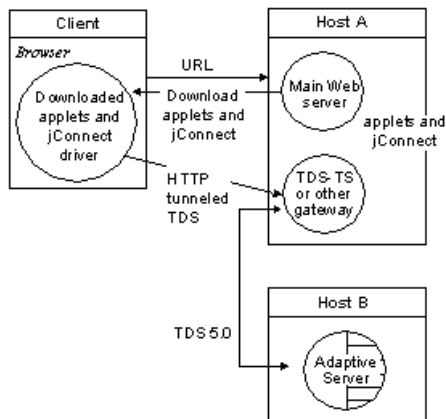 Client
Host A
Browser
URL
Downloaded
applets and
jConnect
driver
Download
applets and
jConnect
Main Web
server
applets and
jConnect
HTTP
tunneled
TDS
TDS-TS
or other
gateway
TDS 5.0
Host B
Adaptive
Server